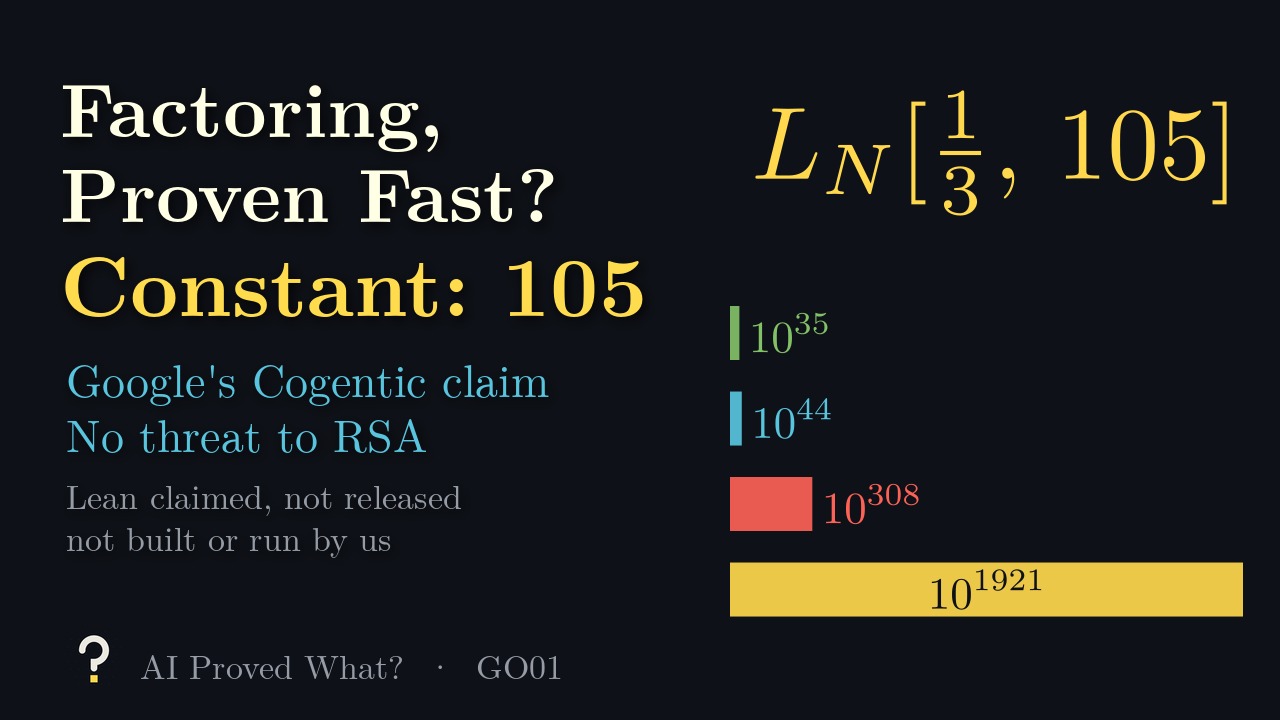 Factoring,
Proven Fast?
Constant: 105
Google's Cogentic claim
No threat to RSA
Lean claimed, not released
not built or run by us
? AI Proved What? · GO01
L_N[1/3, 105]
10^35
10^44
10^308
10^1921